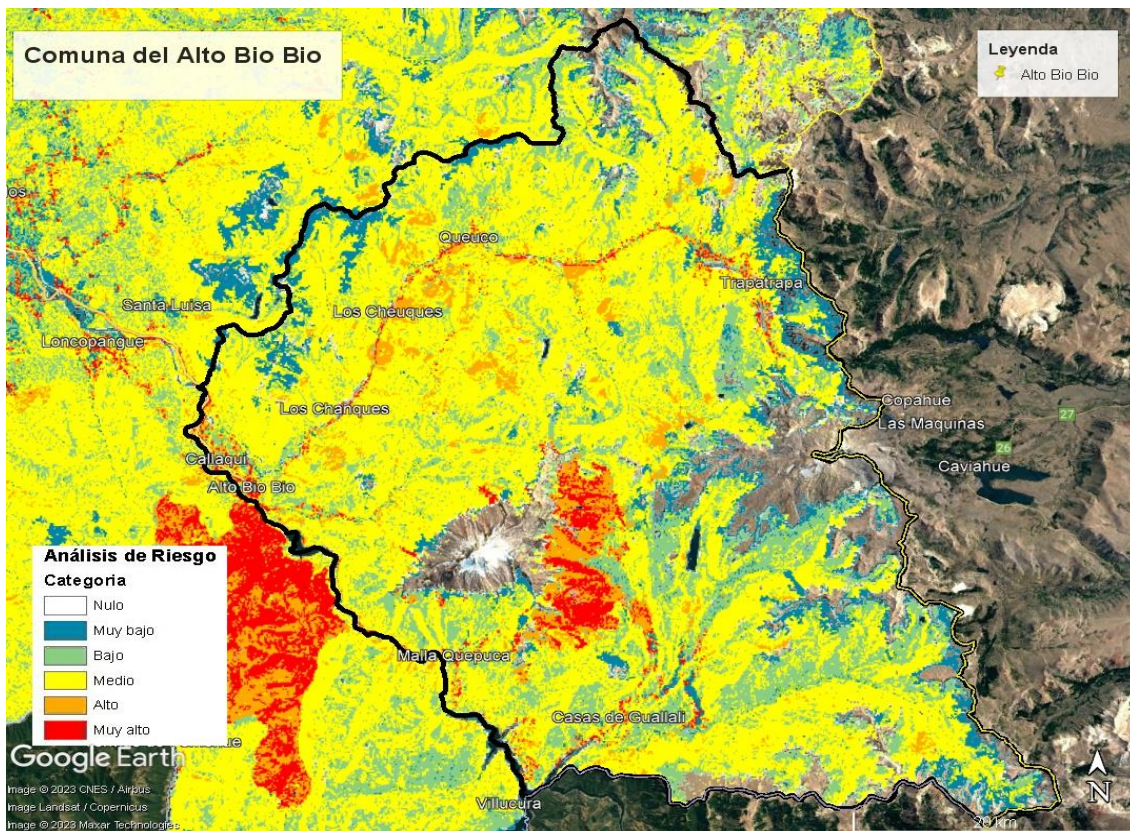 Comuna del Alto Bio Bio
Leyenda
Alto Bio Bio
os
Queuco
Trapatrapa
Santa Luisa
Los Cheuques
Loncopangue
Los Chanques
Copahue
Las Maquinas
27
26
Caviahue
Callaqui
Alto Bio Bio
Análisis de Riesgo
Categoria
Nulo
Muy bajo
Bajo
Medio
Alto
Muy alto
Malla Quepuca
Casas de Guallali
Villucura
Google Earth
Image © 2023 CNES / Airbus
Image Landsat / Copernicus
Image © 2023 Maxar Technologies
N
20 km